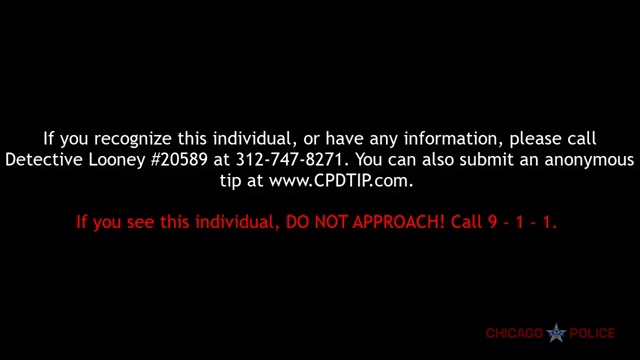 If you recognize this individual, or have any information, please call
Detective Looney #20589 at 312-747-8271. You can also submit an anonymous
tip at www.CPDTIP.com.
If you see this individual, DO NOT APPROACH! Call 9 - 1 - 1.
CHICAGO POLICE